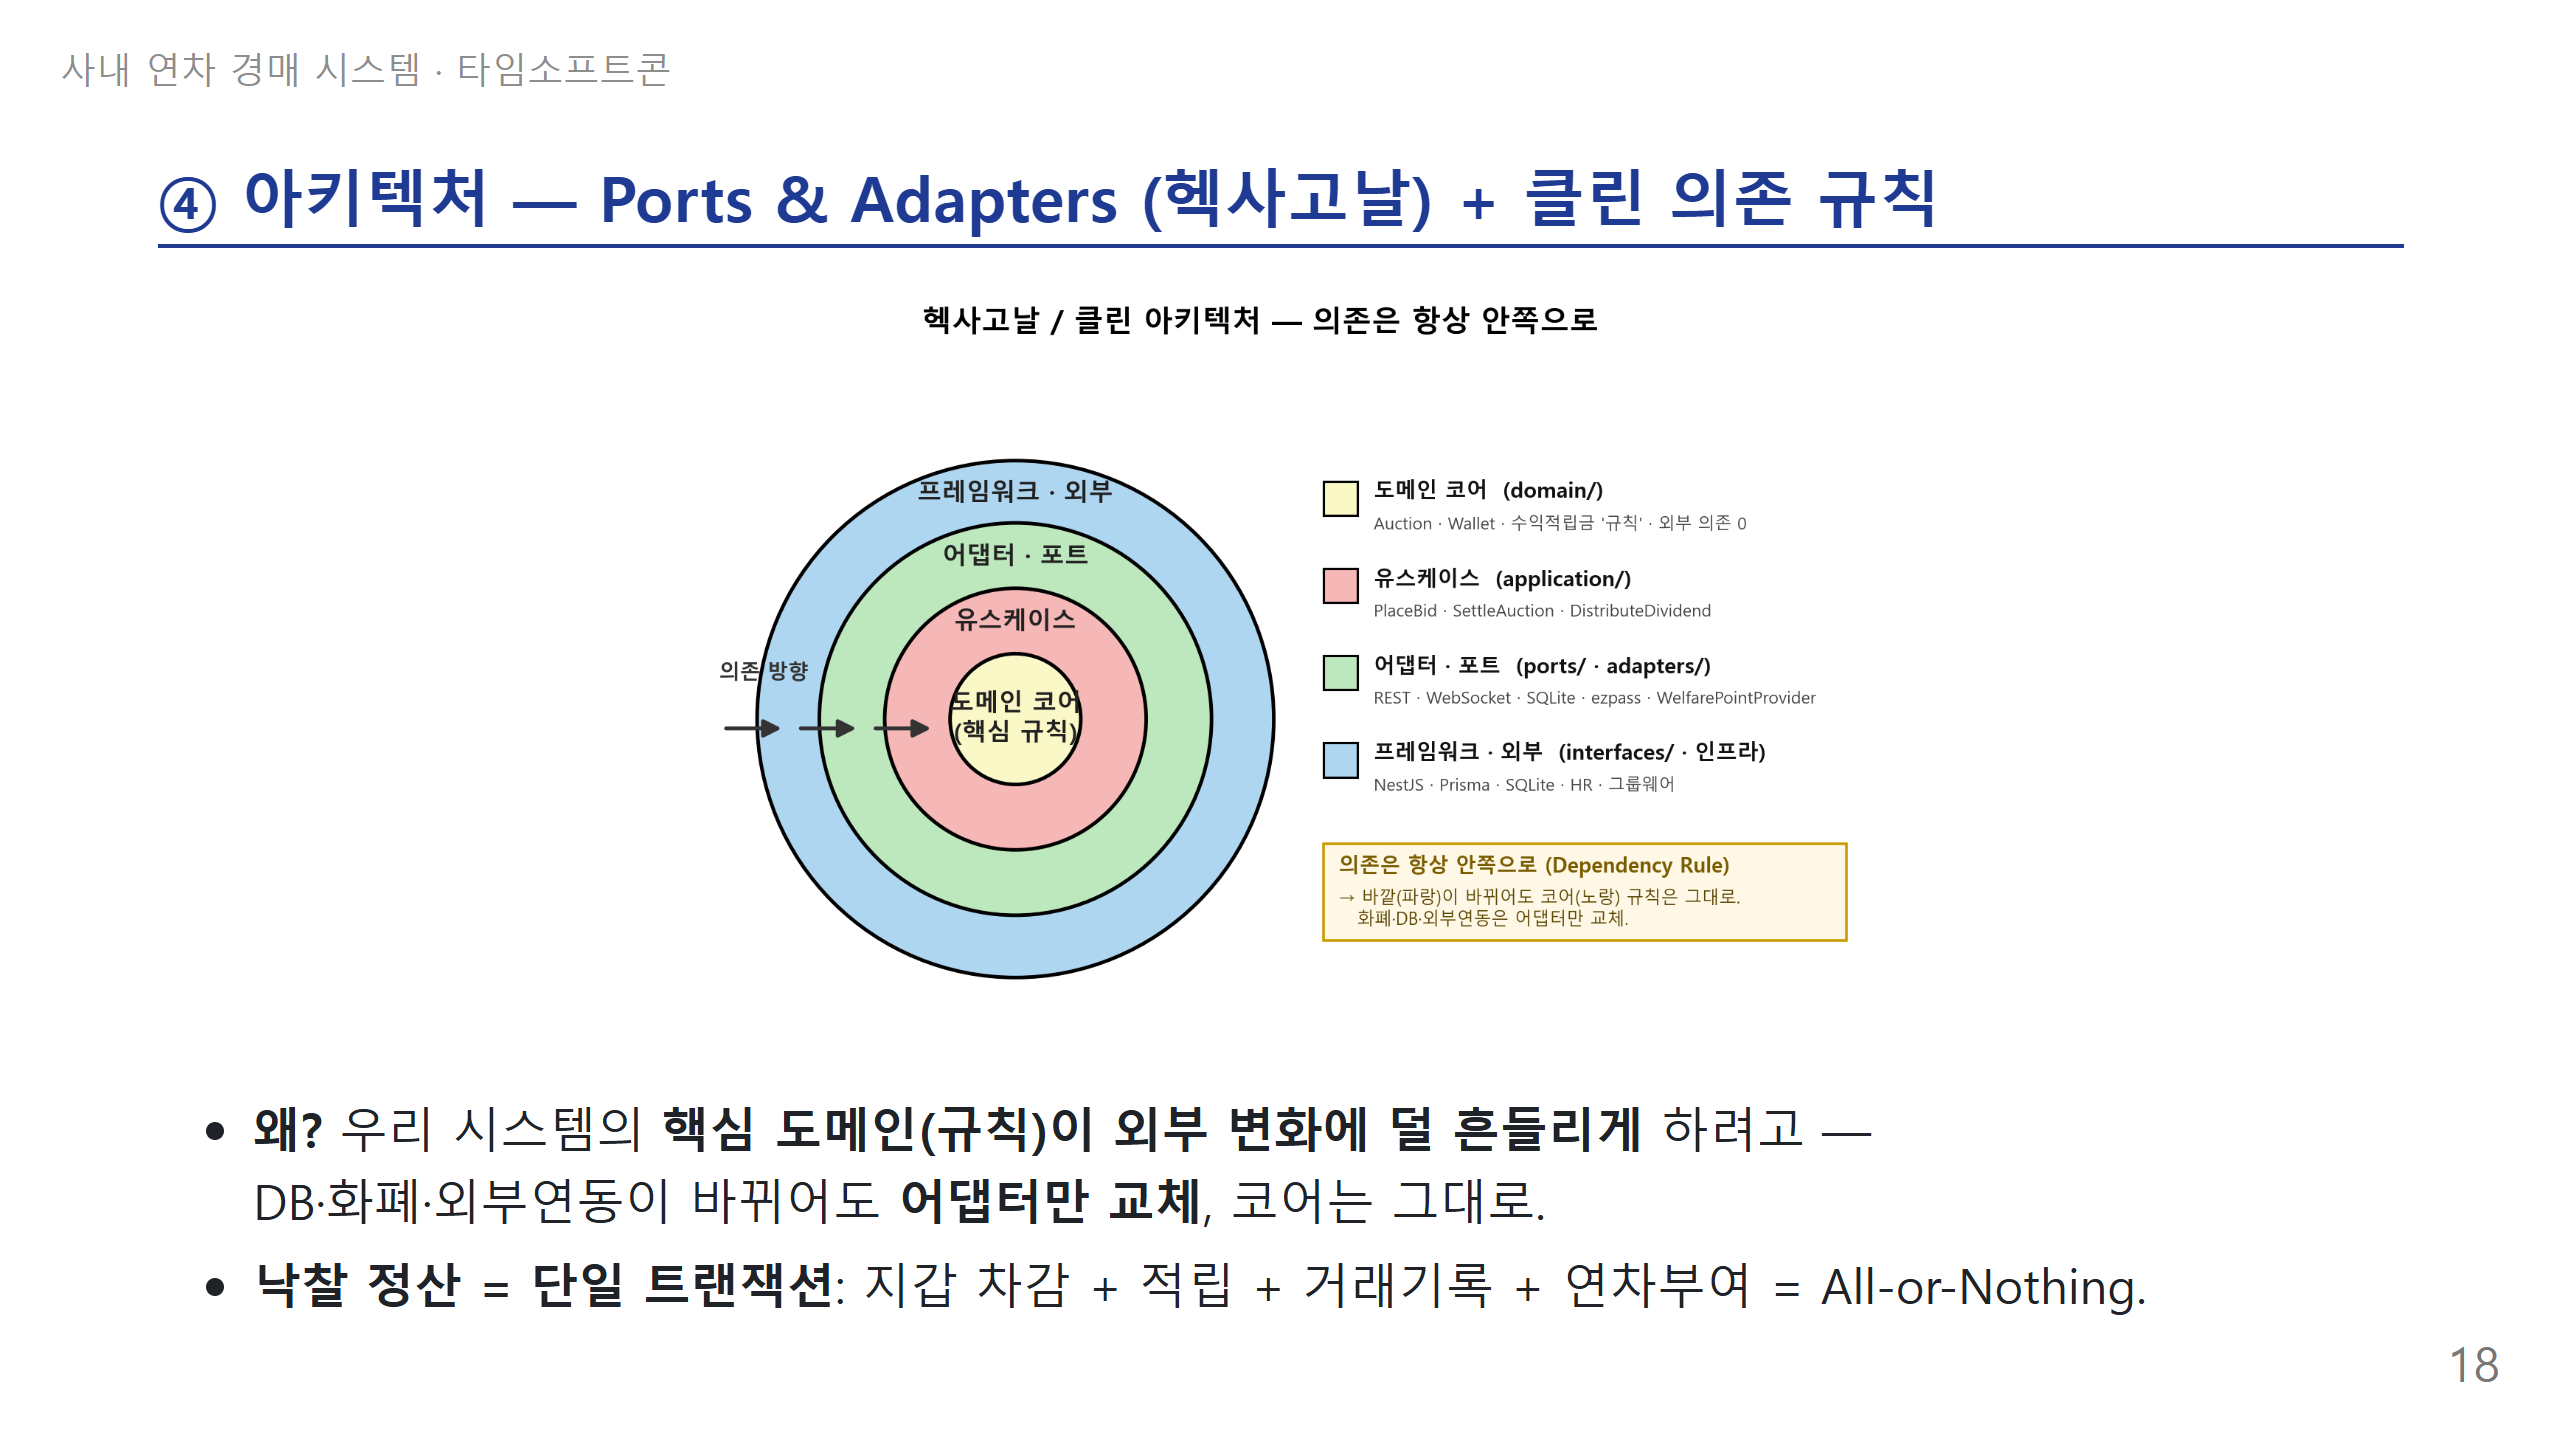 사내 연차 경매 시스템 · 타임소프트콘
④ 아키텍처 — Ports & Adapters (헥사고날) + 클린 의존 규칙
헥사고날 / 클린 아키텍처 — 의존은 항상 안쪽으로
프레임워크 · 외부
어댑터 · 포트
유스케이스
의존 방향
도메인 코어
(핵심 규칙)
도메인 코어 (domain/)
Auction · Wallet · 수익적립금 '규칙' · 외부 의존 0
유스케이스 (application/)
PlaceBid · SettleAuction · DistributeDividend
어댑터 · 포트 (ports/ · adapters/)
REST · WebSocket · SQLite · ezpass · WelfarePointProvider
프레임워크 · 외부 (interfaces/ · 인프라)
NestJS · Prisma · SQLite · HR · 그룹웨어
의존은 항상 안쪽으로 (Dependency Rule)
→ 바깥(파랑)이 바뀌어도 코어(노랑) 규칙은 그대로.
화폐·DB·외부연동은 어댑터만 교체.
• 왜? 우리 시스템의 핵심 도메인(규칙)이 외부 변화에 덜 흔들리게 하려고 —
DB·화폐·외부연동이 바뀌어도 어댑터만 교체, 코어는 그대로.
• 낙찰 정산 = 단일 트랜잭션: 지갑 차감 + 적립 + 거래기록 + 연차부여 = All-or-Nothing.
18